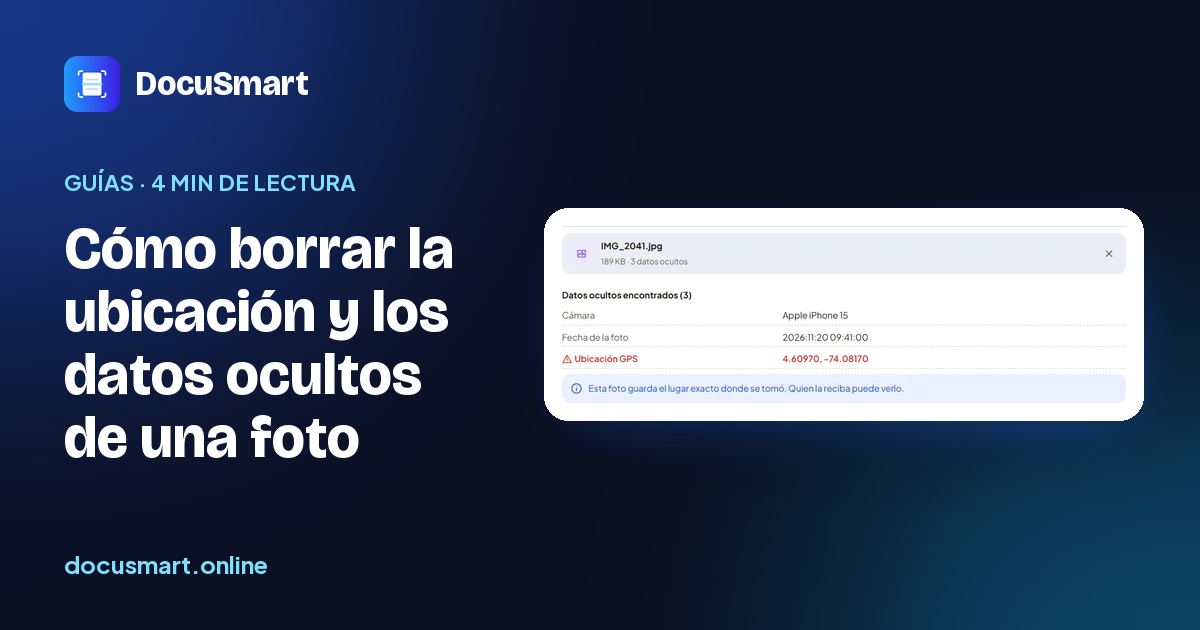 DocuSmart
GUÍAS · 4 MIN DE LECTURA
Cómo borrar la
ubicación y los
datos ocultos
de una foto
docusmart.online
IMG_2041.jpg
189 KB · 3 datos ocultos
Datos ocultos encontrados (3)
Cámara Apple iPhone 15
Fecha de la foto 2026:11:20 09:41:00
Ubicación GPS 4.60970, -74.08170
Esta foto guarda el lugar exacto donde se tomó. Quien la reciba puede verlo.